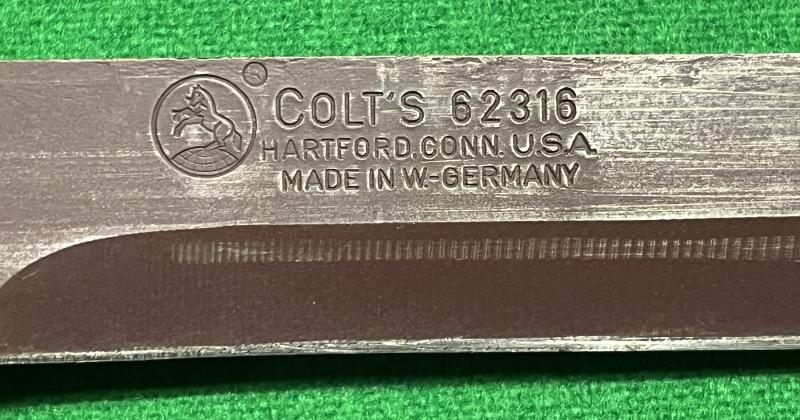 ®
COLT'S 62316
HARTFORD, CONN. U.S.A.
MADE IN W.-GERMANY